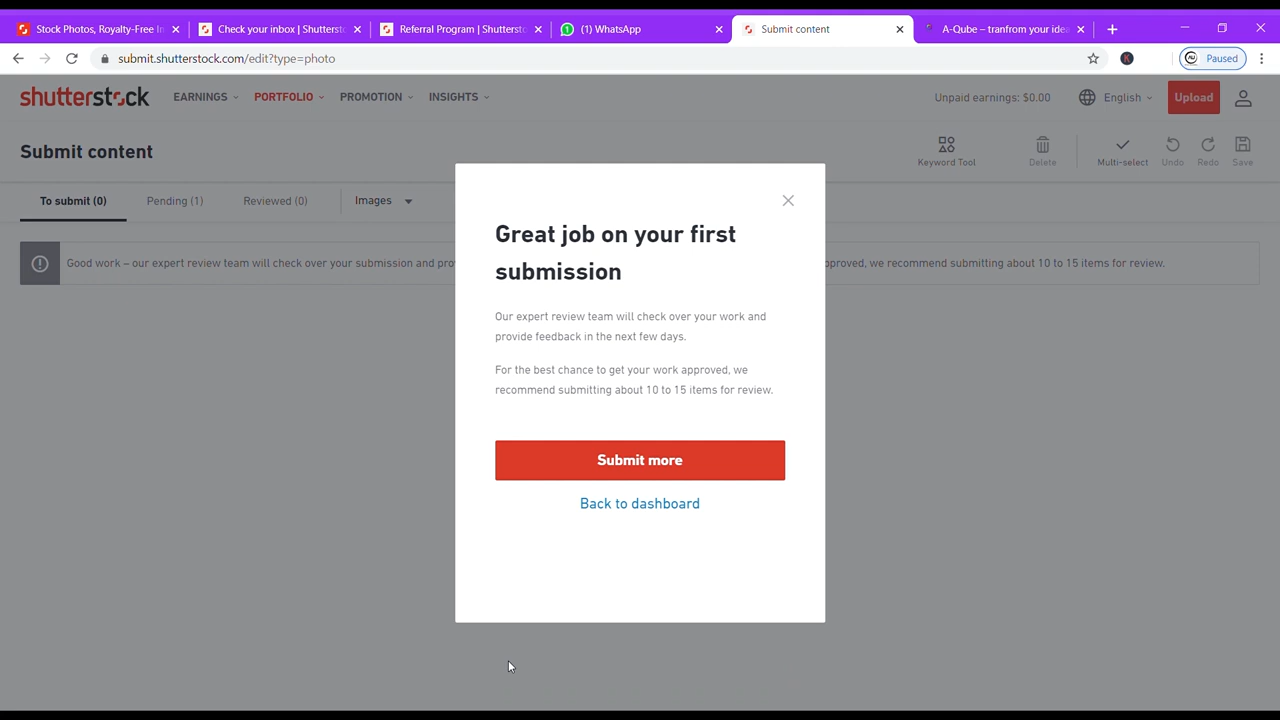 Stock Photos, Royalty-Free In
Check your inbox | Shuttersto
Referral Program | Shuttersto
(1) WhatsApp
Submit content
A-Qube – tranfrom your idea
submit.shutterstock.com/edit?type=photo
Paused
shutterstock
EARNINGS
PORTFOLIO
PROMOTION
INSIGHTS
Unpaid earnings: $0.00
English
Upload
Submit content
Keyword Tool
Delete
Multi-select
Undo
Redo
Save
To submit (0)
Pending (1)
Reviewed (0)
Images
Good work – our expert review team will check over your submission and pro
pproved, we recommend submitting about 10 to 15 items for review.
Great job on your first
submission
Our expert review team will check over your work and
provide feedback in the next few days.
For the best chance to get your work approved, we
recommend submitting about 10 to 15 items for review.
Submit more
Back to dashboard